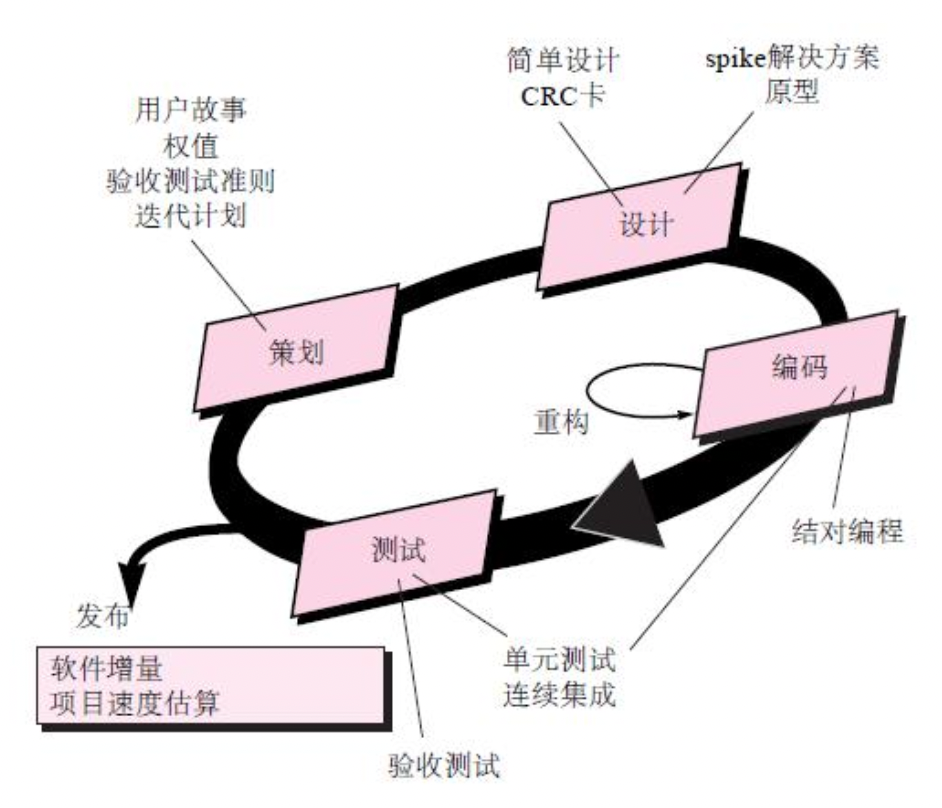 简单设计
CRC卡
spike解决方案
原型
用户故事
权值
验收测试准则
迭代计划
设计
策划
编码
重构
测试
结对编程
发布
软件增量
项目速度估算
单元测试
连续集成
验收测试